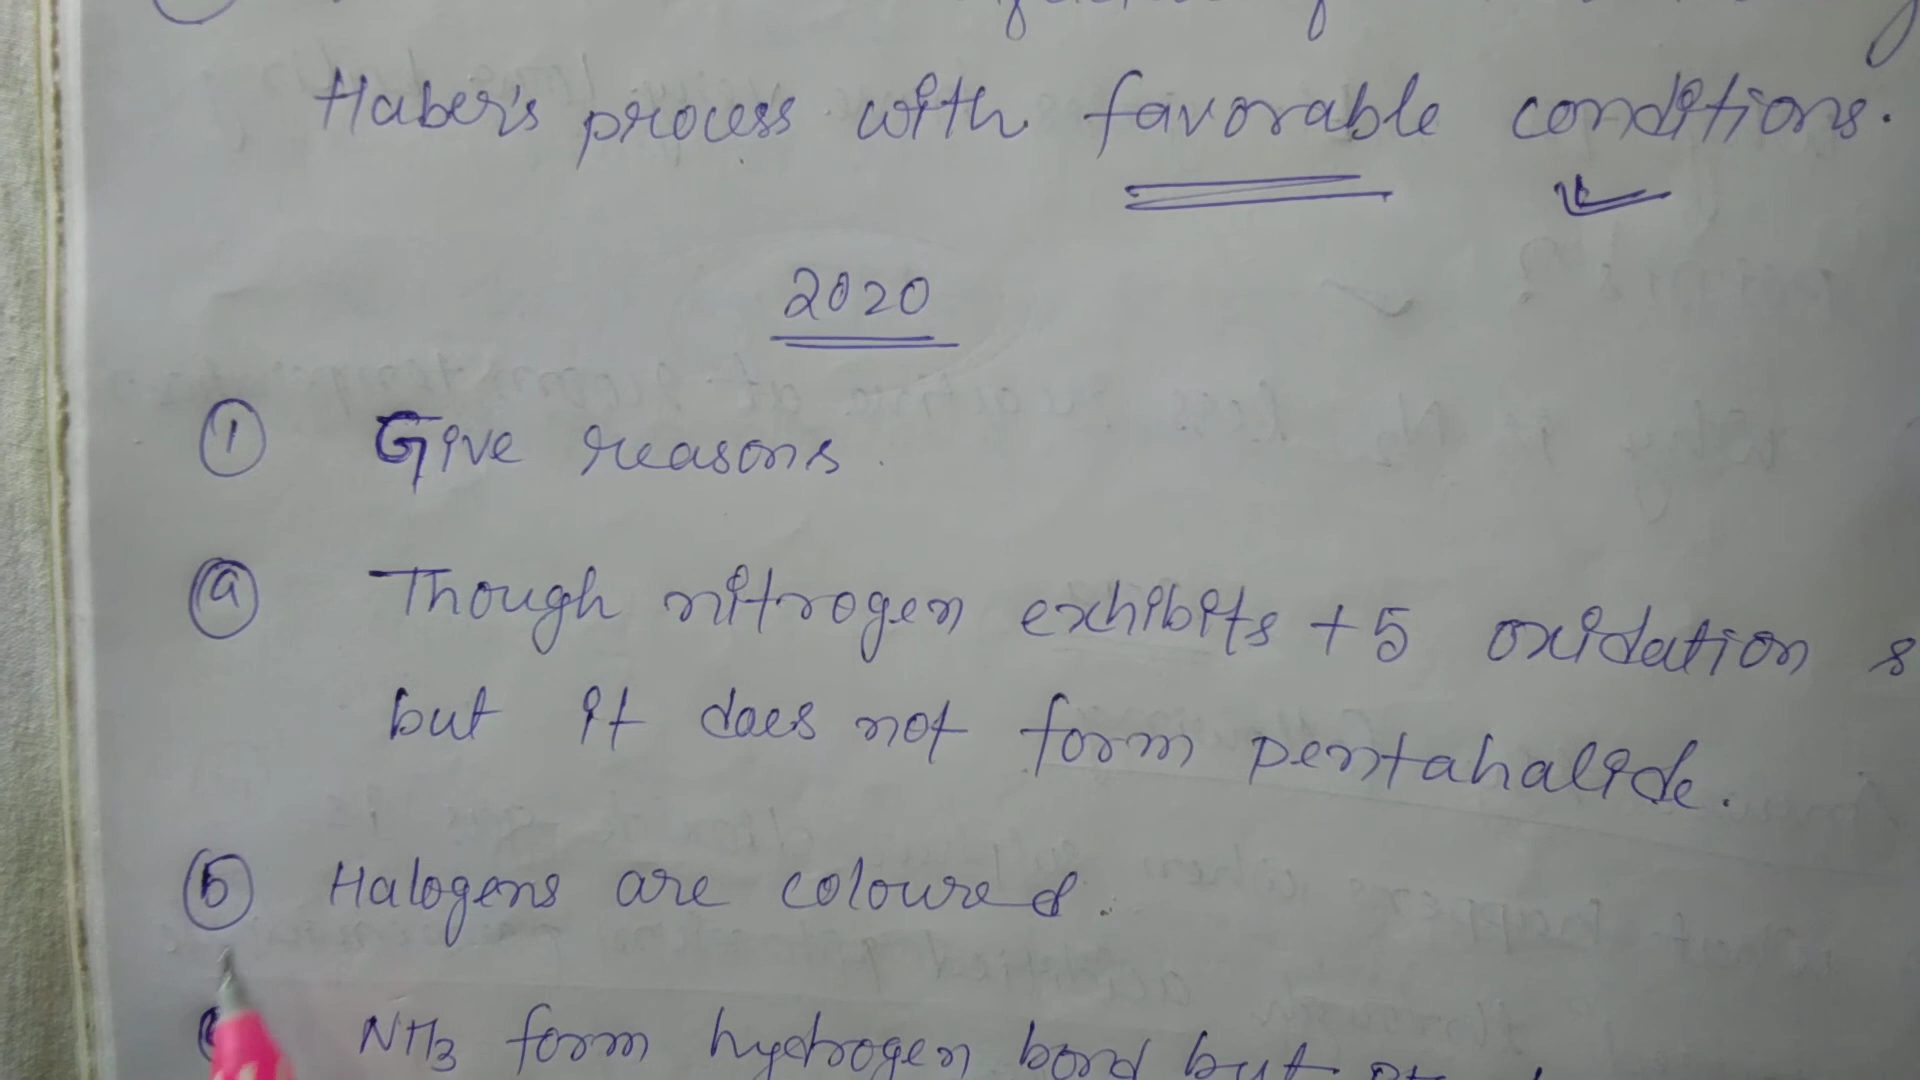 Haber's process with favorable conditions.
2020
① Give reasons.
ⓐ Though nitrogen exhibits +5 oxidation s
but it does not form pentahalide.
ⓑ Halogens are coloured.
NH3 form hydrogen bond but